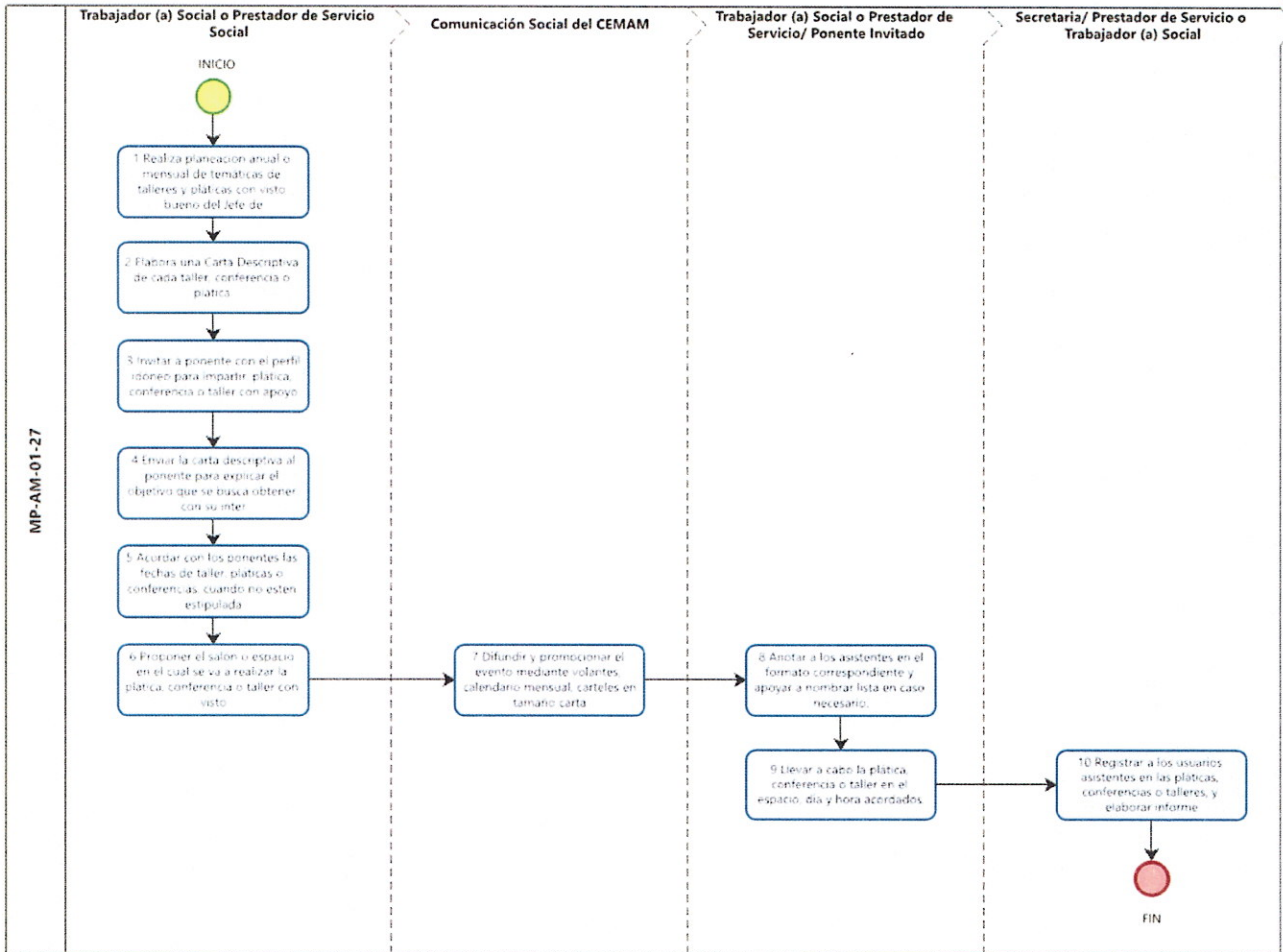 Trabajador (a) Social o Prestador de Servicio
Social
Comunicación Social del CEMAM
Trabajador (a) Social o Prestador de
Servicio/ Ponente Invitado
Secretaria/ Prestador de Servicio o
Trabajador (a) Social
MP-AM-01-27
INICIO
1 Realiza planeacion anual o
mensual de temáticas de
talleres y pláticas con visto
bueno del Jefe de
2 Elabora una Carta Descriptiva
de cada taller, conferencia o
platica
3 Invitar a ponente con el perfil
idoneo para impartir, plática,
conferencia o taller con apoyo
4 Enviar la carta descriptiva al
ponente para explicar el
objetivo que se busca obtener
con su inter
5 Acordar con los ponentes las
fechas de taller, platicas o
conferencias, cuando no esten
estipulada
6 Proponer el salon o espacio
en el cual se va a realizar la
plática, conferencia o taller con
visto
7 Difundir y promocionar el
evento mediante volantes,
calendario mensual, carteles en
tamaño carta
8 Anotar a los asistentes en el
formato correspondiente y
apoyar a nombrar lista en caso
necesario.
9 Llevar a cabo la plática,
conferencia o taller en el
espacio, dia y hora acordados
10 Registrar a los usuarios
asistentes en las pláticas,
conferencias o talleres, y
elaborar informe
FIN